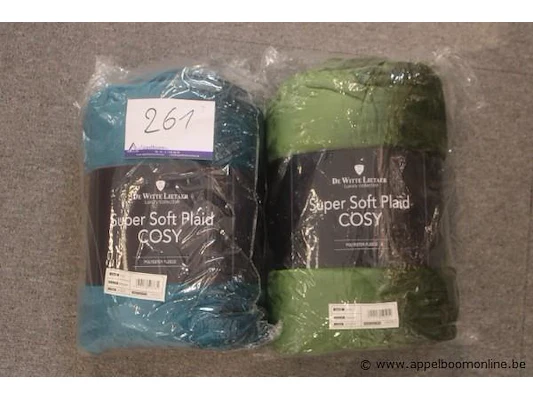 261
DE WITTE LIETAER
Luxury Collection
Super Soft Plaid
COSY
POLYESTER FLEECE
DE WITTE LIETAER
Luxury Collection
Super Soft Plaid
COSY
POLYESTER FLEECE
© www.appelboomonline.be